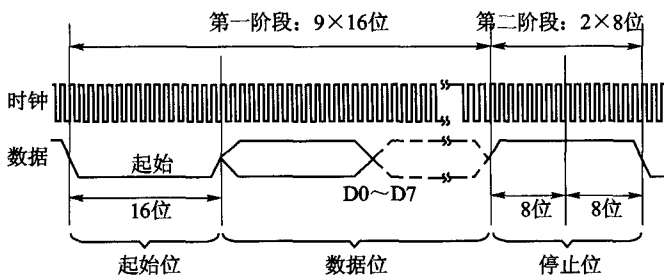 第一阶段：9×16位
第二阶段：2×8位
时钟
数据
起始
D0～D7
16位
8位
8位
起始位
数据位
停止位